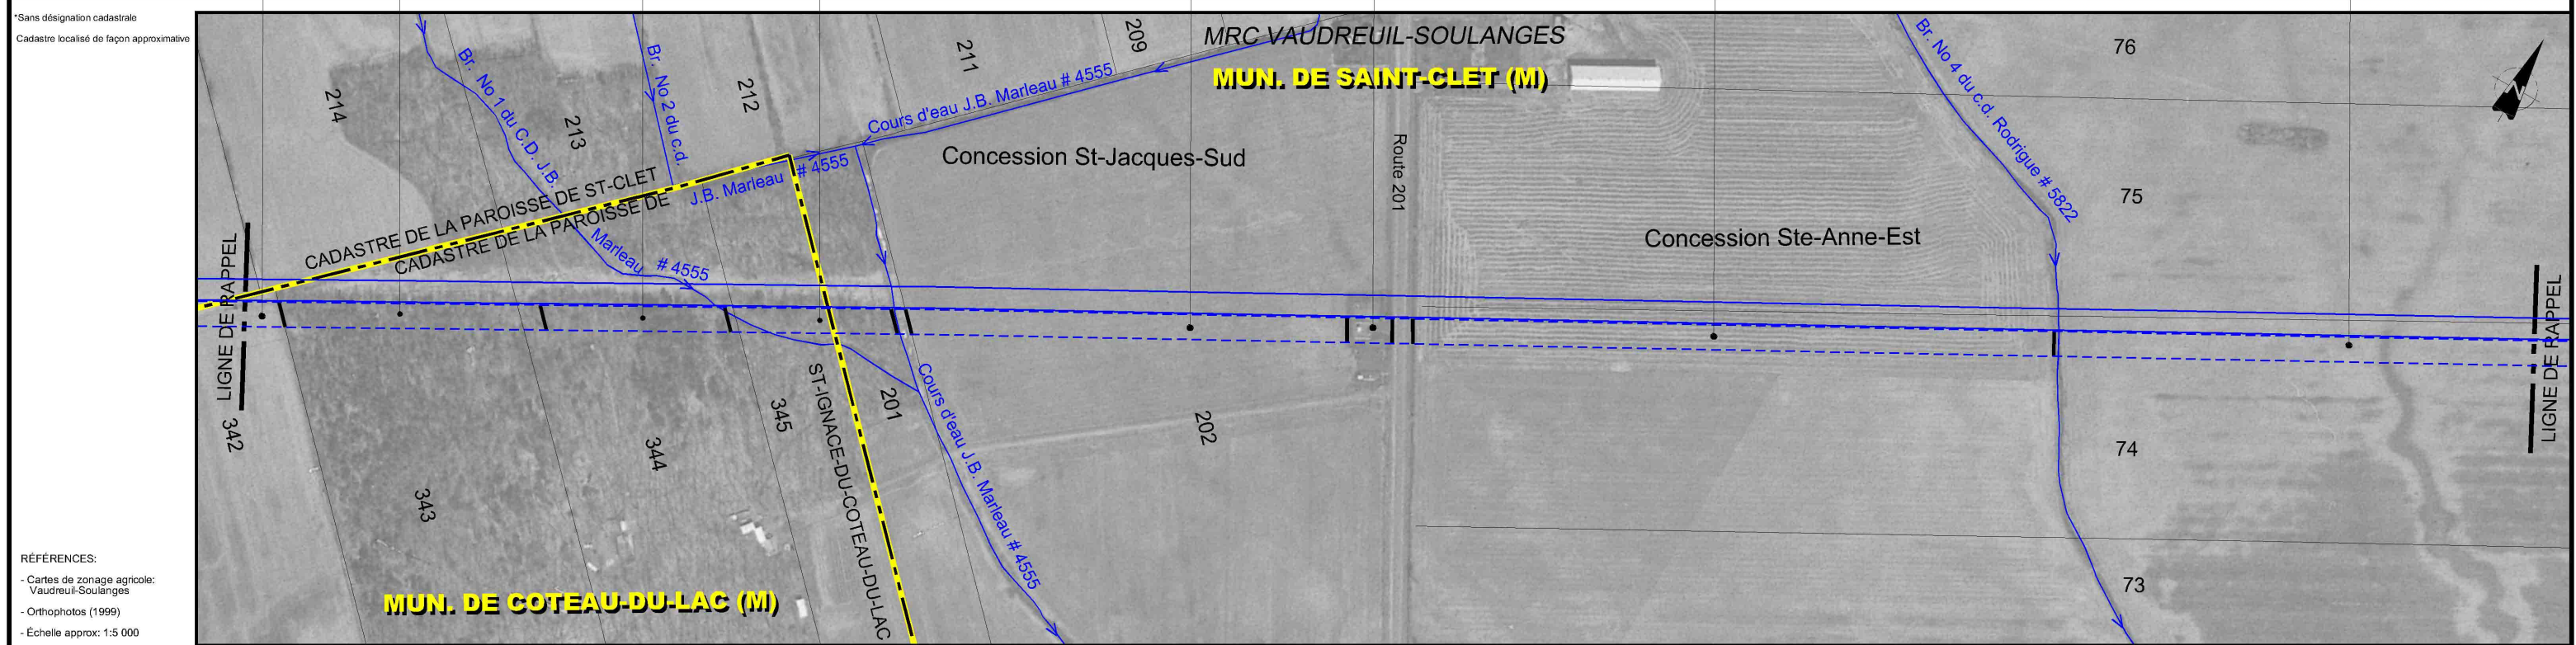 *Sans désignation cadastrale
Cadastre localisé de façon approximative
MRC VAUDREUIL-SOULANGES
MUN. DE SAINT-CLET (M)
214
Br. No 1 du C.D. J.B.
Marleau # 4555
213
Br. No 2 du c.d.
J.B. Marleau # 4555
212
211
209
Cours d'eau J.B. Marleau # 4555
Concession St-Jacques-Sud
Route 201
Br. No 4 du c.d. Rodrigue # 5822
76
75
N
CADASTRE DE LA PAROISSE DE ST-CLET
CADASTRE DE LA PAROISSE DE
ST-IGNACE-DU-COTEAU-DU-LAC
Concession Ste-Anne-Est
LIGNE DE RAPPEL
LIGNE DE RAPPEL
342
343
344
345
201
Cours d'eau J.B. Marleau # 4555
202
74
73
MUN. DE COTEAU-DU-LAC (M)
RÉFÉRENCES:
- Cartes de zonage agricole:
Vaudreuil-Soulanges
- Orthophotos (1999)
- Échelle approx: 1:5 000